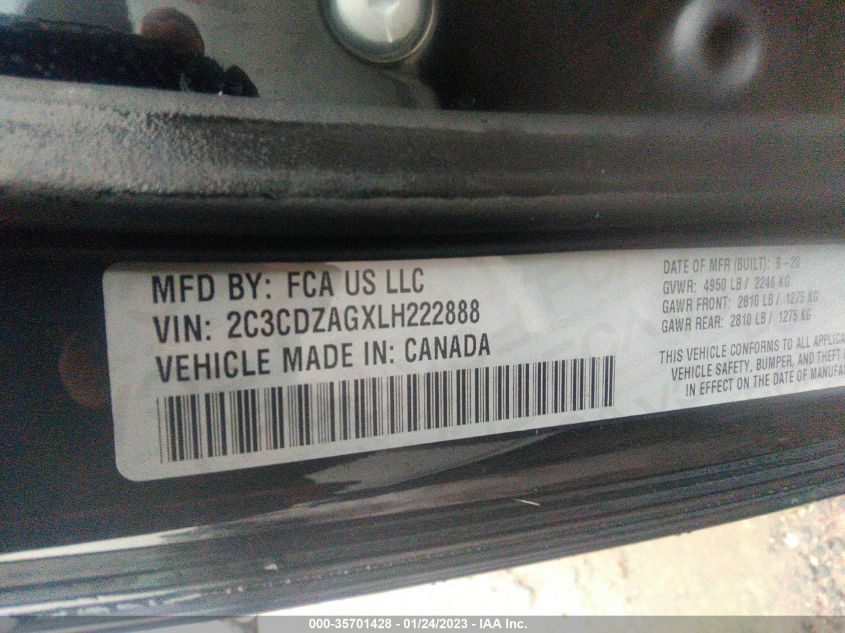 MFD BY: FCA US LLC
VIN: 2C3CDZAGXLH222888
VEHICLE MADE IN: CANADA
DATE OF MFR (BUILT): 9-20
GVWR: 4950 LB / 2246 KG
GAWR FRONT: 2810 LB / 1275 KG
GAWR REAR: 2810 LB / 1275 KG
THIS VEHICLE CONFORMS TO ALL APPLICA
VEHICLE SAFETY, BUMPER, AND THEFT
IN EFFECT ON THE DATE OF MANUFA
000-35701428 - 01/24/2023 - IAA Inc.